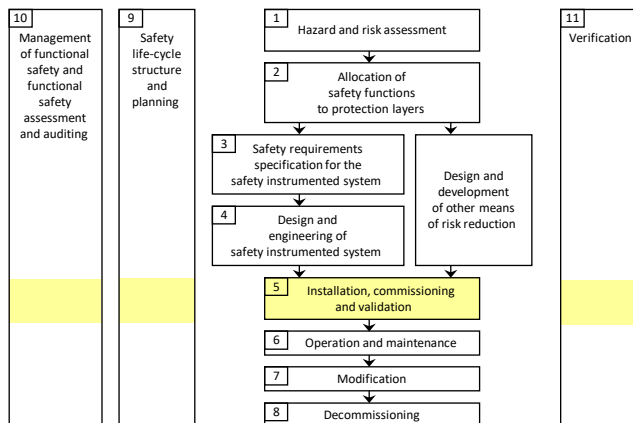 10
Management
of functional
safety and
functional
safety
assessment
and auditing
9
Safety
life-cycle
structure
and
planning
1
Hazard and risk assessment
2
Allocation of
safety functions
to protection layers
3
Safety requirements
specification for the
safety instrumented system
4
Design and
engineering of
safety instrumented system
Design and
development
of other means
of risk reduction
5
Installation, commissioning
and validation
6
Operation and maintenance
7
Modification
8
Decommissioning
11
Verification